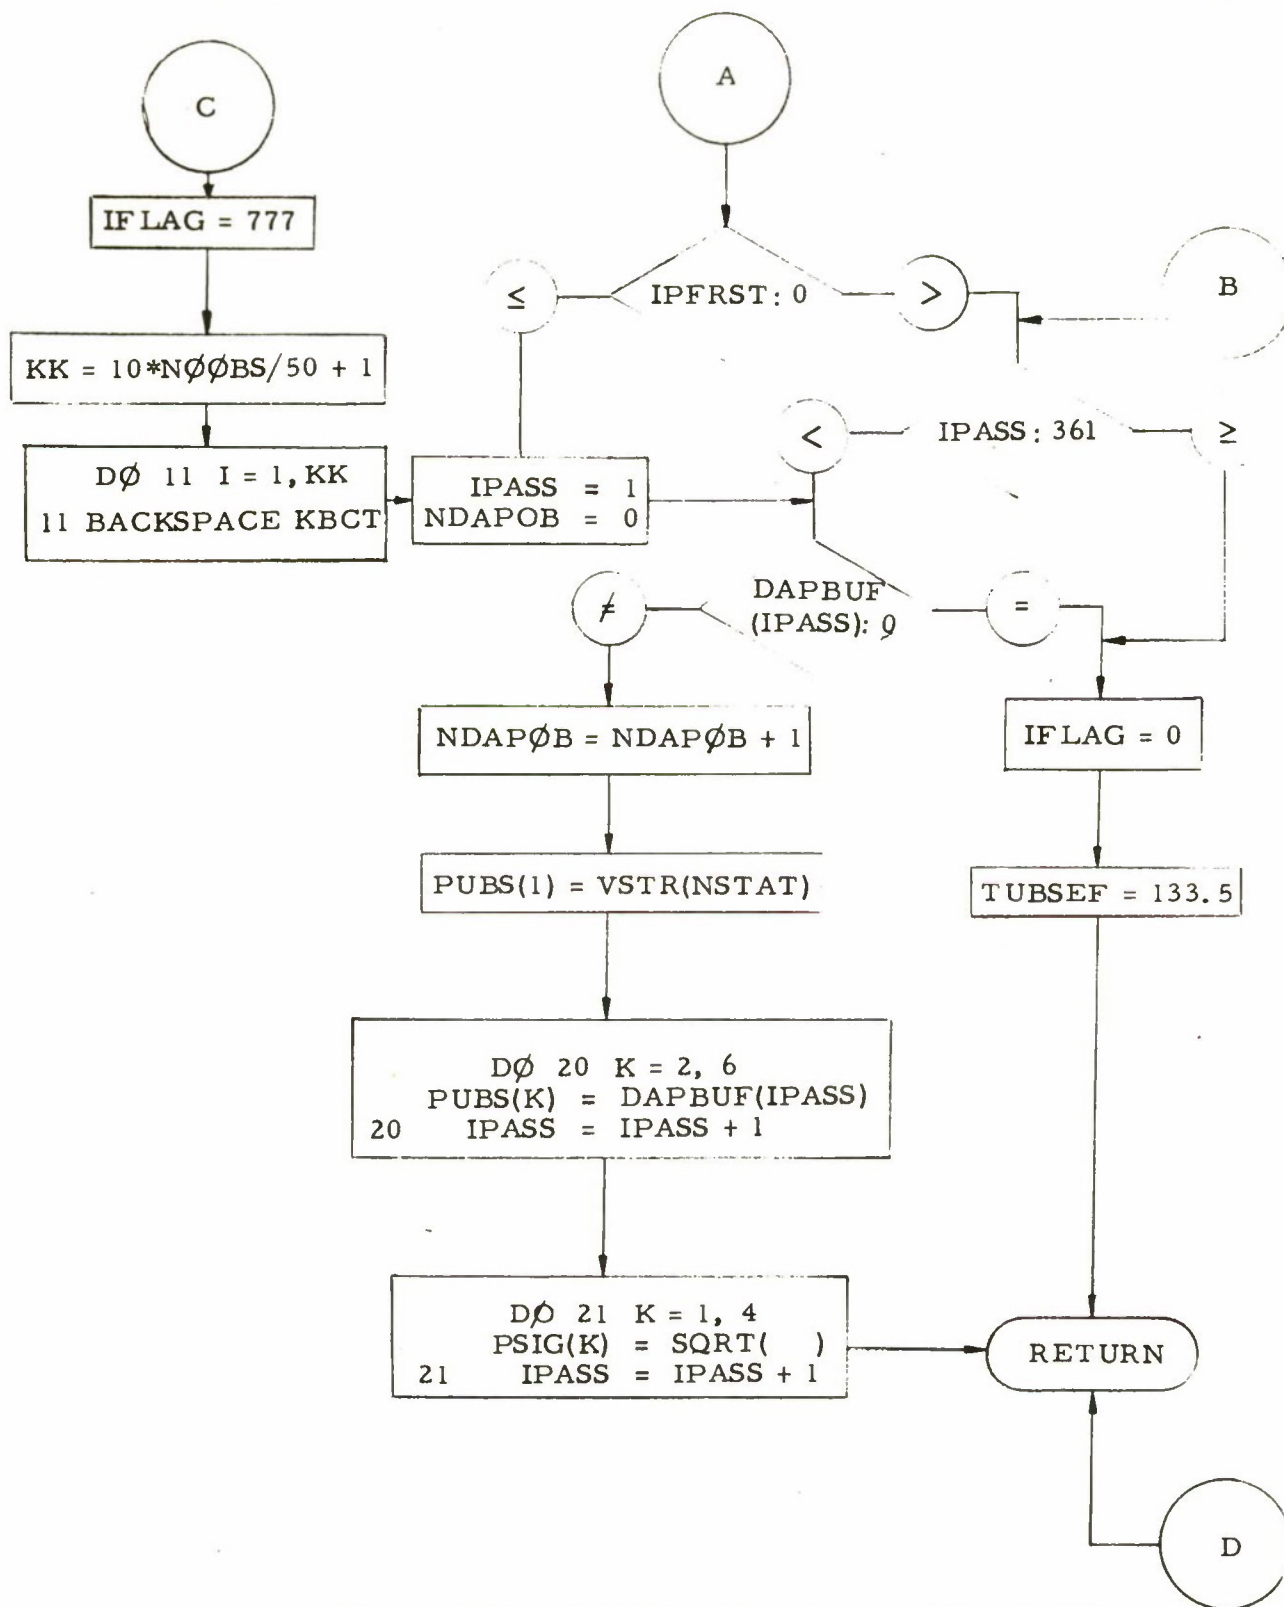 C
A
IFLAG = 777
≤
IPFRST: 0
>
B
KK = 10*NØØBS/50 + 1
<
IPASS: 361
≥
DØ 11 I = 1, KK
11 BACKSPACE KBCT
IPASS = 1
NDAPOB = 0
≠
DAPBUF
(IPASS): 0
=
NDAPØB = NDAPØB + 1
IFLAG = 0
PUBS(1) = VSTR(NSTAT)
TUBSEF = 133.5
DØ 20 K = 2, 6
PUBS(K) = DAPBUF(IPASS)
20 IPASS = IPASS + 1
DØ 21 K = 1, 4
PSIG(K) = SQRT( )
21 IPASS = IPASS + 1
RETURN
D